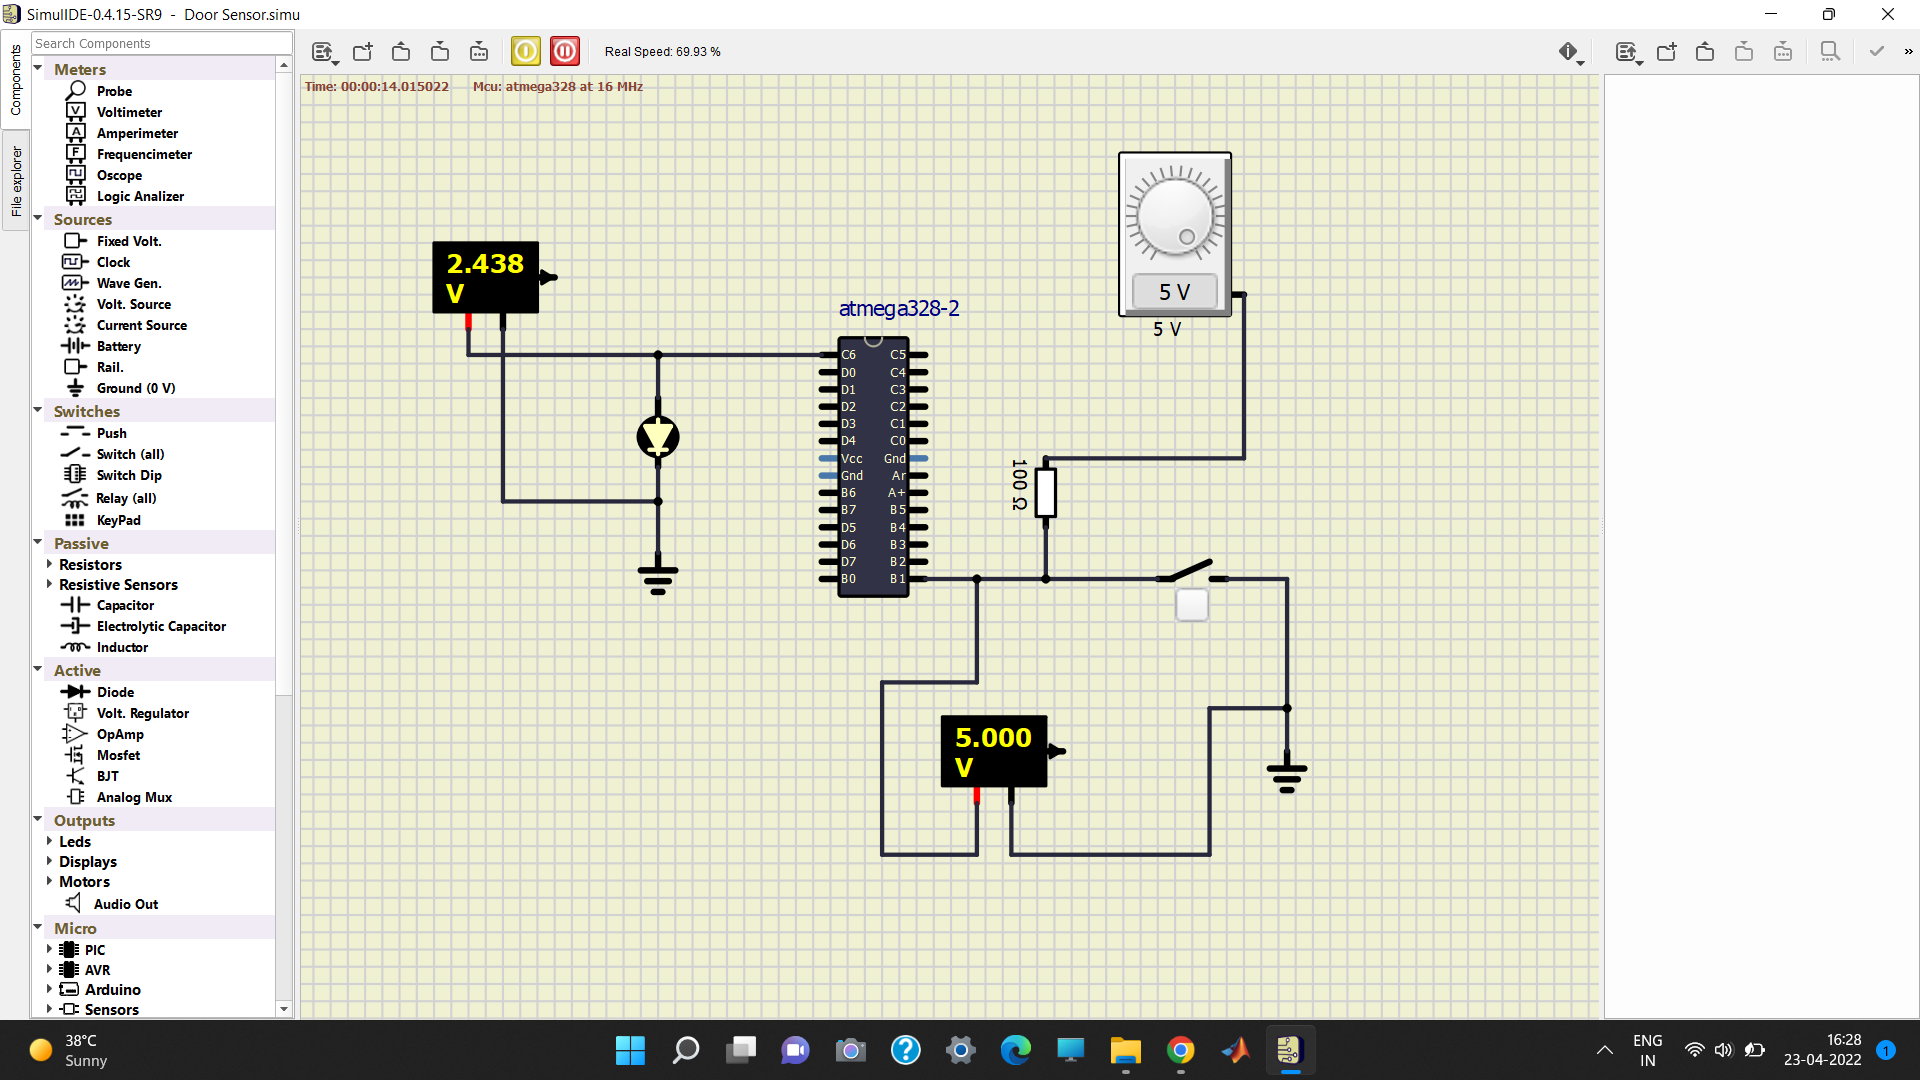 SimulIDE-0.4.15-SR9 - Door Sensor.simu
Components
File explorer
Search Components
Meters
Probe
Voltimeter
Amperimeter
Frequencimeter
Oscope
Logic Analizer
Sources
Fixed Volt.
Clock
Wave Gen.
Volt. Source
Current Source
Battery
Rail.
Ground (0 V)
Switches
Push
Switch (all)
Switch Dip
Relay (all)
KeyPad
Passive
Resistors
Resistive Sensors
Capacitor
Electrolytic Capacitor
Inductor
Active
Diode
Volt. Regulator
OpAmp
Mosfet
BJT
Analog Mux
Outputs
Leds
Displays
Motors
Audio Out
Micro
PIC
AVR
Arduino
Sensors
Real Speed: 69.93 %
»
Time: 00:00:14.015022 Mcu: atmega328 at 16 MHz
2.438
V
atmega328-2
C6 C5
D0 C4
D1 C3
D2 C2
D3 C1
D4 C0
Vcc Gnd
Gnd Ar
B6 A+
B7 B5
D5 B4
D6 B3
D7 B2
B0 B1
5 V
5 V
100 Ω
5.000
V
38°C
Sunny
ENG
IN
16:28
23-04-2022
1